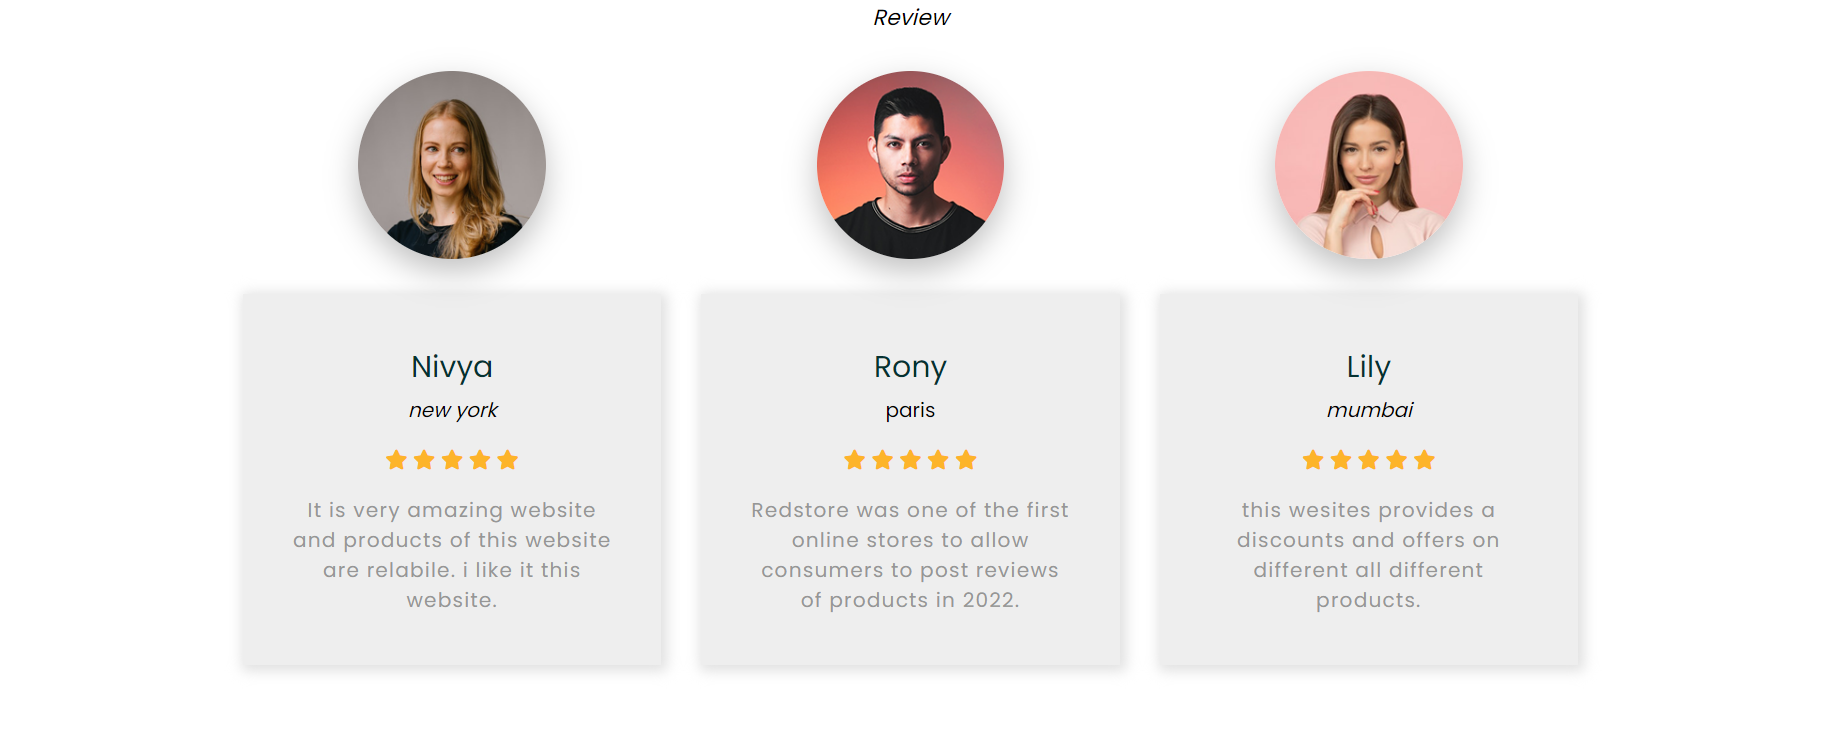 Review
Nivya
new york
It is very amazing website
and products of this website
are relabile. i like it this
website.
Rony
paris
Redstore was one of the first
online stores to allow
consumers to post reviews
of products in 2022.
Lily
mumbai
this wesites provides a
discounts and offers on
different all different
products.